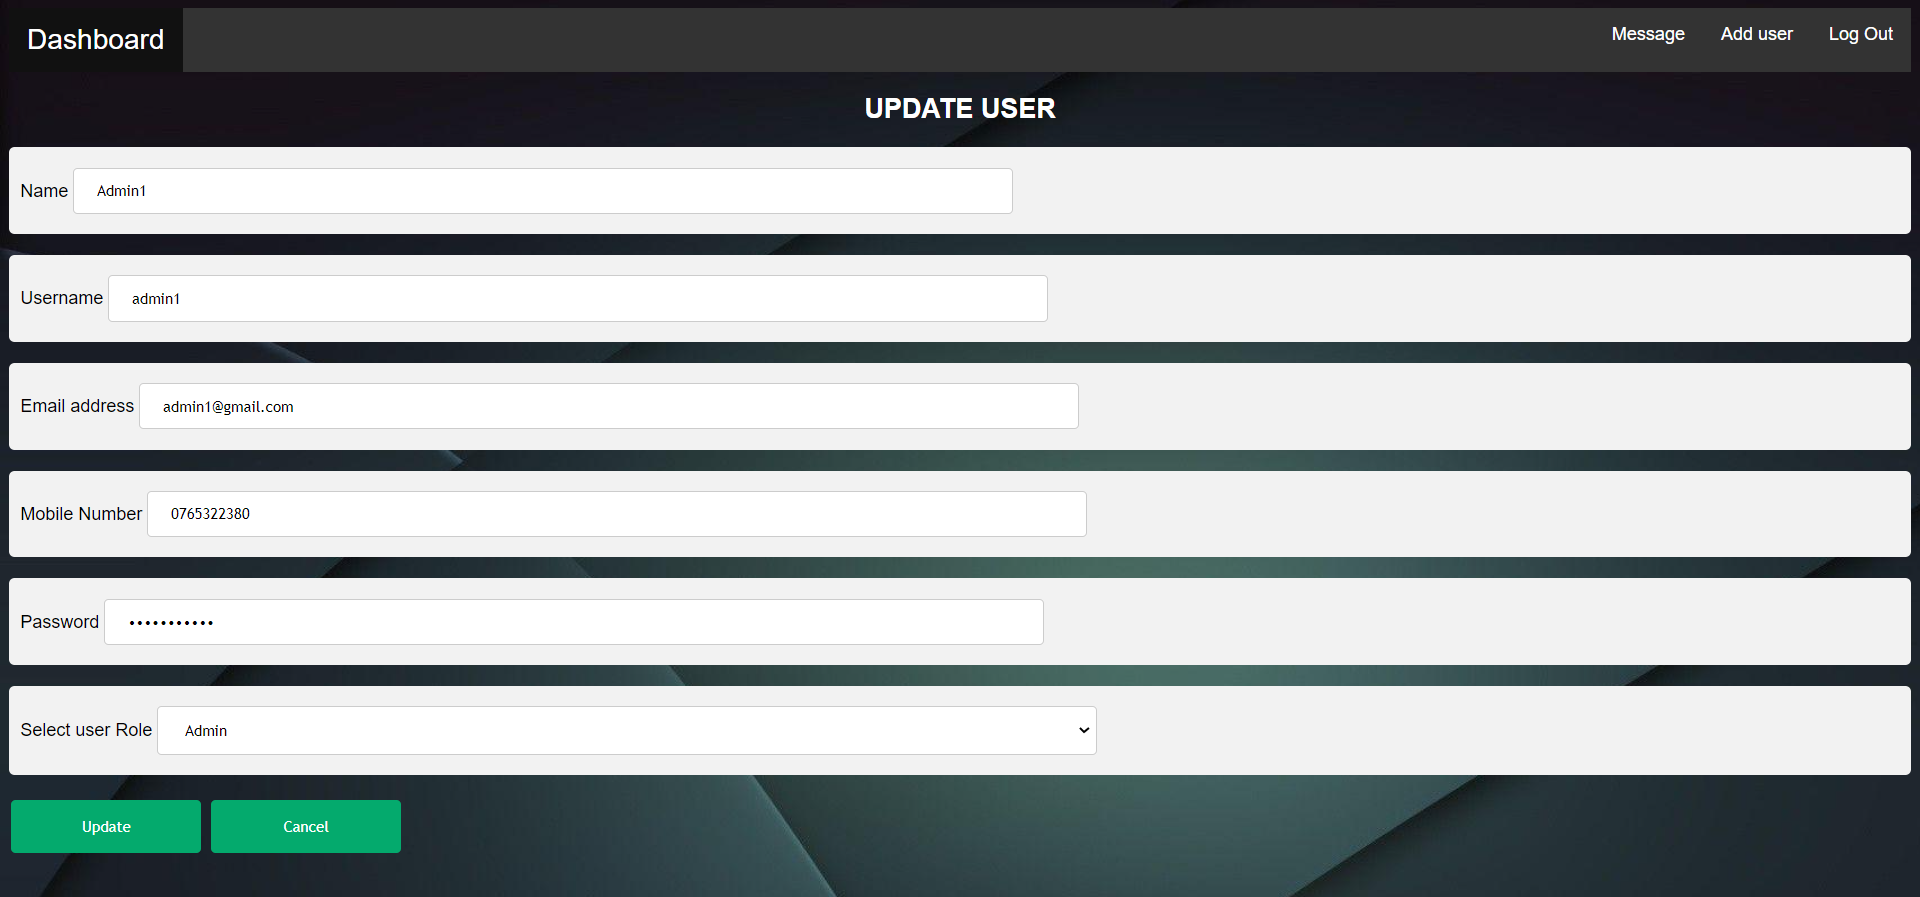 Dashboard Message Add user Log Out
UPDATE USER
Name Admin1
Username admin1
Email address admin1@gmail.com
Mobile Number 0765322380
Password •••••••••••
Select user Role Admin
Update Cancel